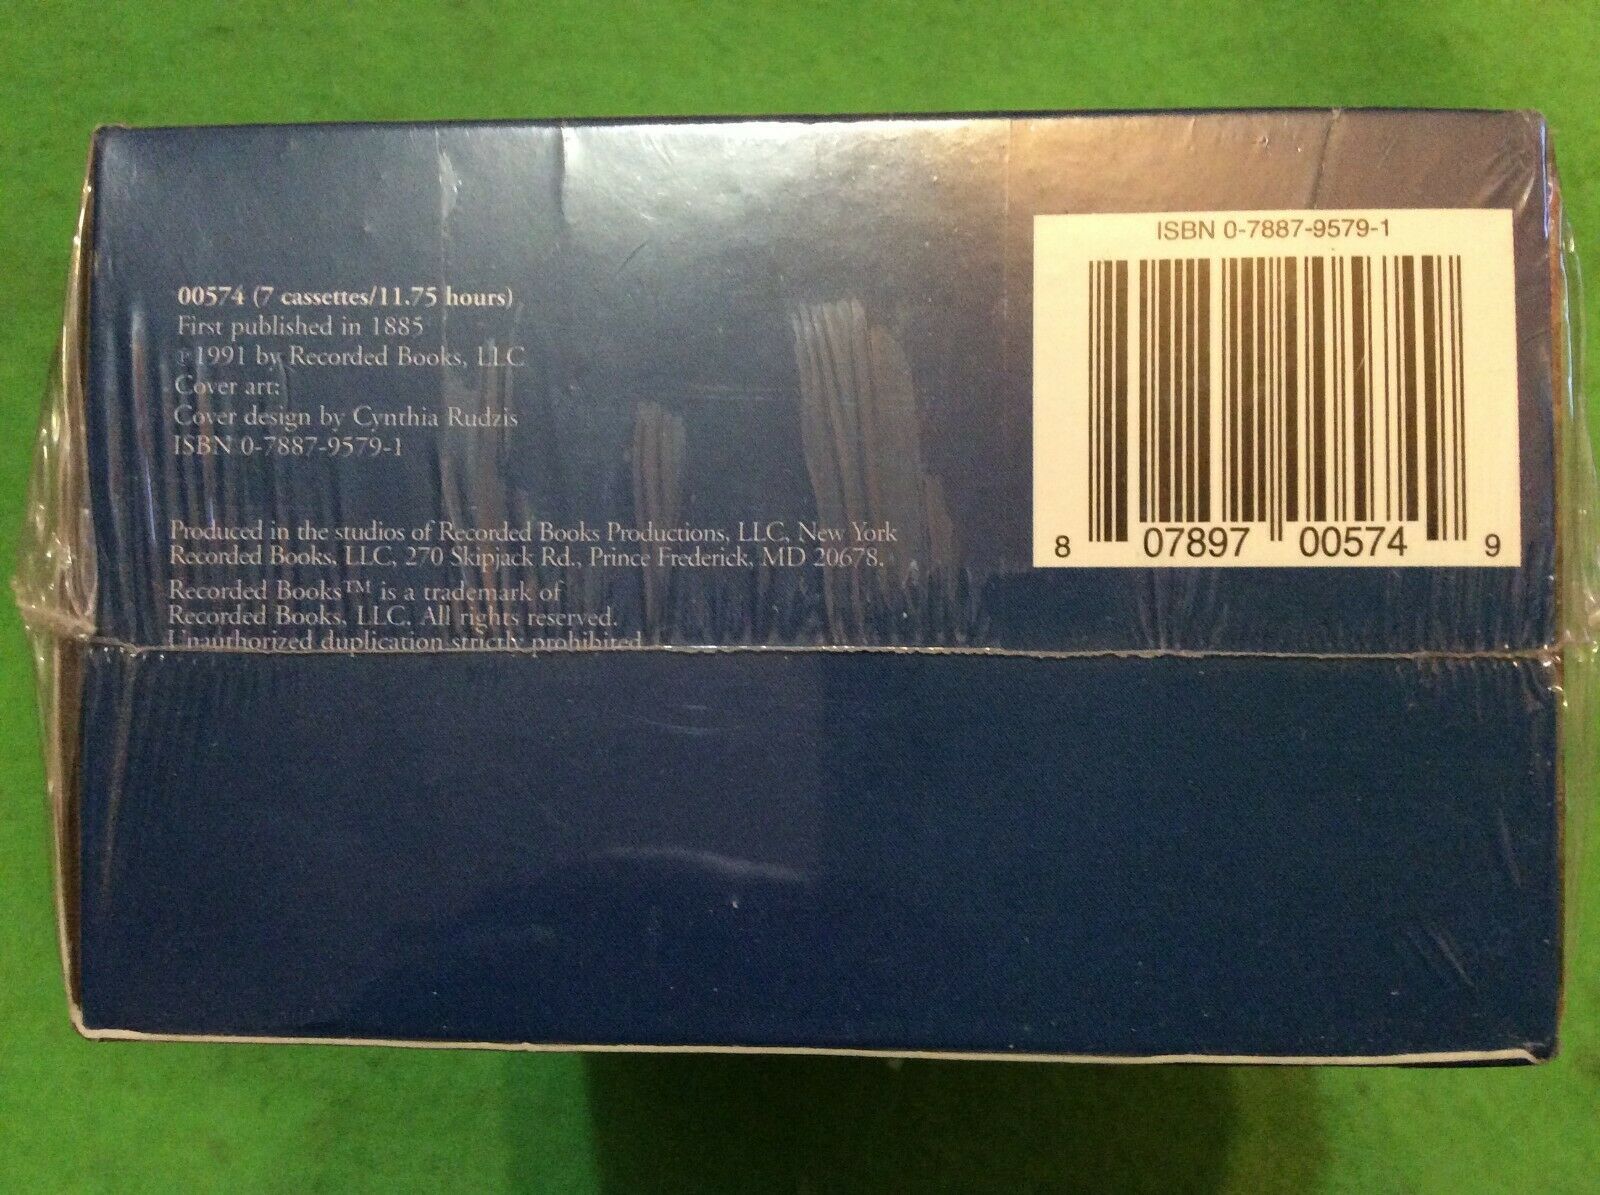 00574 (7 cassettes/11.75 hours)
First published in 1885
℗1991 by Recorded Books, LLC
Cover art:
Cover design by Cynthia Rudzis
ISBN 0-7887-9579-1
Produced in the studios of Recorded Books Productions, LLC, New York
Recorded Books, LLC, 270 Skipjack Rd., Prince Frederick, MD 20678.
Recorded Books™ is a trademark of
Recorded Books, LLC. All rights reserved.
Unauthorized duplication strictly prohibited
ISBN 0-7887-9579-1
8 07897 00574 9